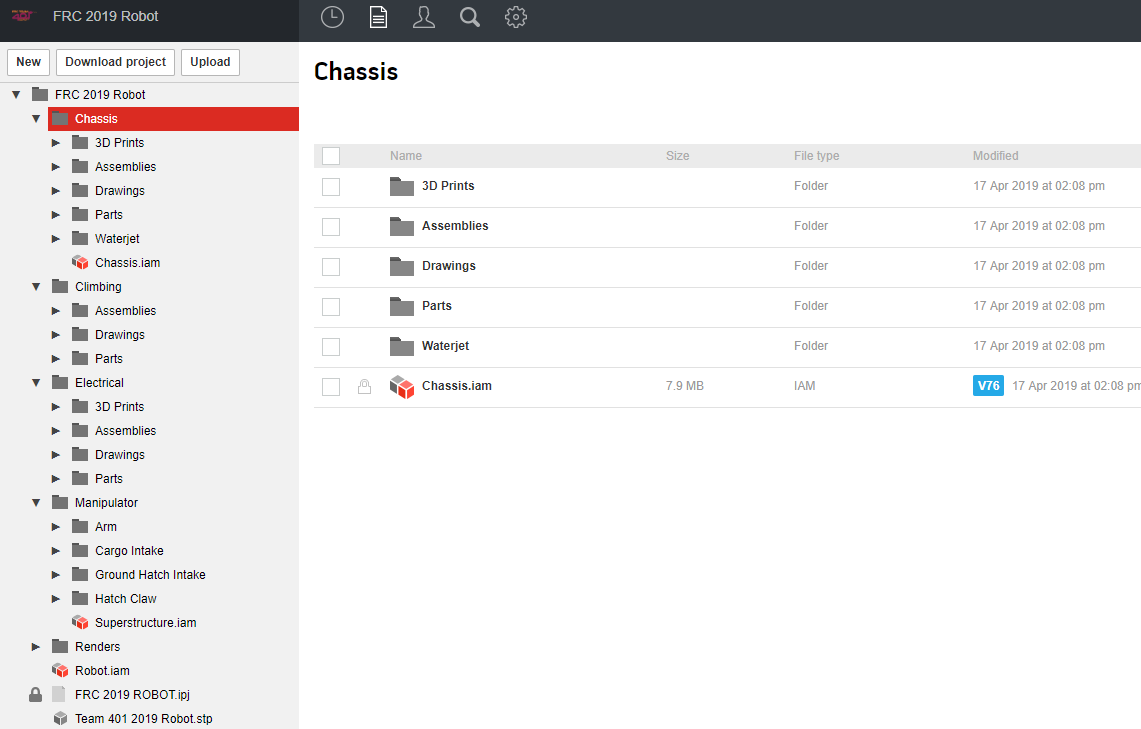 FRC 2019 Robot
New Download project Upload
FRC 2019 Robot
Chassis
3D Prints
Assemblies
Drawings
Parts
Waterjet
Chassis.iam
Climbing
Assemblies
Drawings
Parts
Electrical
3D Prints
Assemblies
Drawings
Parts
Manipulator
Arm
Cargo Intake
Ground Hatch Intake
Hatch Claw
Superstructure.iam
Renders
Robot.iam
FRC 2019 ROBOT.ipj
Team 401 2019 Robot.stp
Chassis
Name Size File type Modified
3D Prints Folder 17 Apr 2019 at 02:08 pm
Assemblies Folder 17 Apr 2019 at 02:08 pm
Drawings Folder 17 Apr 2019 at 02:08 pm
Parts Folder 17 Apr 2019 at 02:08 pm
Waterjet Folder 17 Apr 2019 at 02:08 pm
Chassis.iam 7.9 MB IAM V76 17 Apr 2019 at 02:08 pm